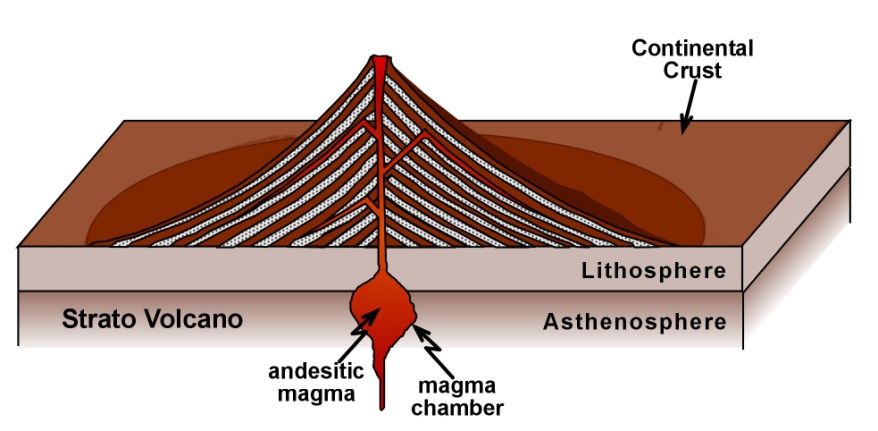 Continental
Crust
Lithosphere
Strato Volcano
Asthenosphere
andesitic
magma
magma
chamber